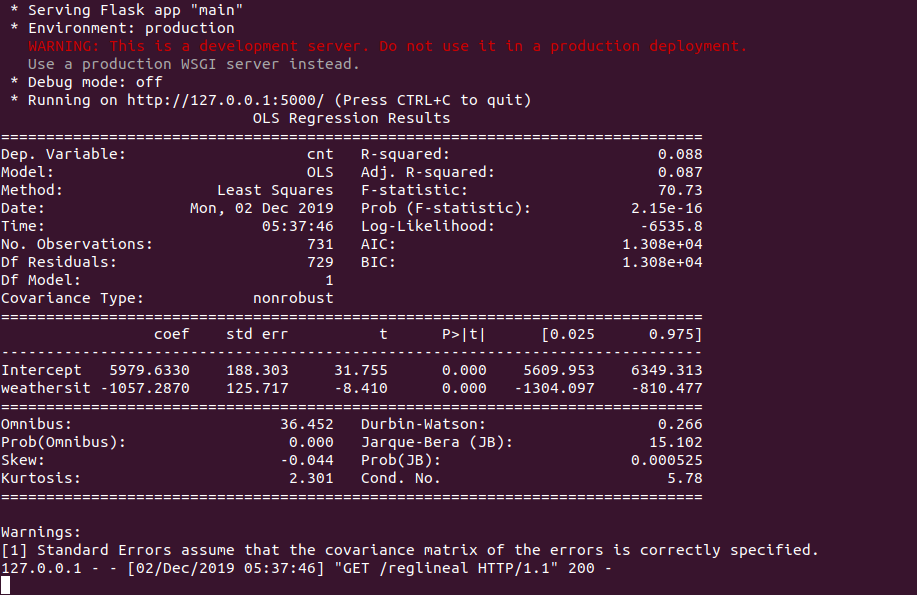 * Serving Flask app "main"
 * Environment: production
   WARNING: This is a development server. Do not use it in a production deployment.
   Use a production WSGI server instead.
 * Debug mode: off
 * Running on http://127.0.0.1:5000/ (Press CTRL+C to quit)
                            OLS Regression Results
==============================================================================
Dep. Variable:                    cnt   R-squared:                       0.088
Model:                            OLS   Adj. R-squared:                  0.087
Method:                 Least Squares   F-statistic:                     70.73
Date:                Mon, 02 Dec 2019   Prob (F-statistic):           2.15e-16
Time:                        05:37:46   Log-Likelihood:                -6535.8
No. Observations:                 731   AIC:                         1.308e+04
Df Residuals:                     729   BIC:                         1.308e+04
Df Model:                           1
Covariance Type:            nonrobust
==============================================================================
                 coef    std err          t      P>|t|      [0.025      0.975]
------------------------------------------------------------------------------
Intercept   5979.6330    188.303     31.755      0.000    5609.953    6349.313
weathersit -1057.2870    125.717     -8.410      0.000   -1304.097    -810.477
==============================================================================
Omnibus:                       36.452   Durbin-Watson:                   0.266
Prob(Omnibus):                  0.000   Jarque-Bera (JB):               15.102
Skew:                          -0.044   Prob(JB):                     0.000525
Kurtosis:                       2.301   Cond. No.                         5.78
==============================================================================

Warnings:
[1] Standard Errors assume that the covariance matrix of the errors is correctly specified.
127.0.0.1 - - [02/Dec/2019 05:37:46] "GET /reglineal HTTP/1.1" 200 -